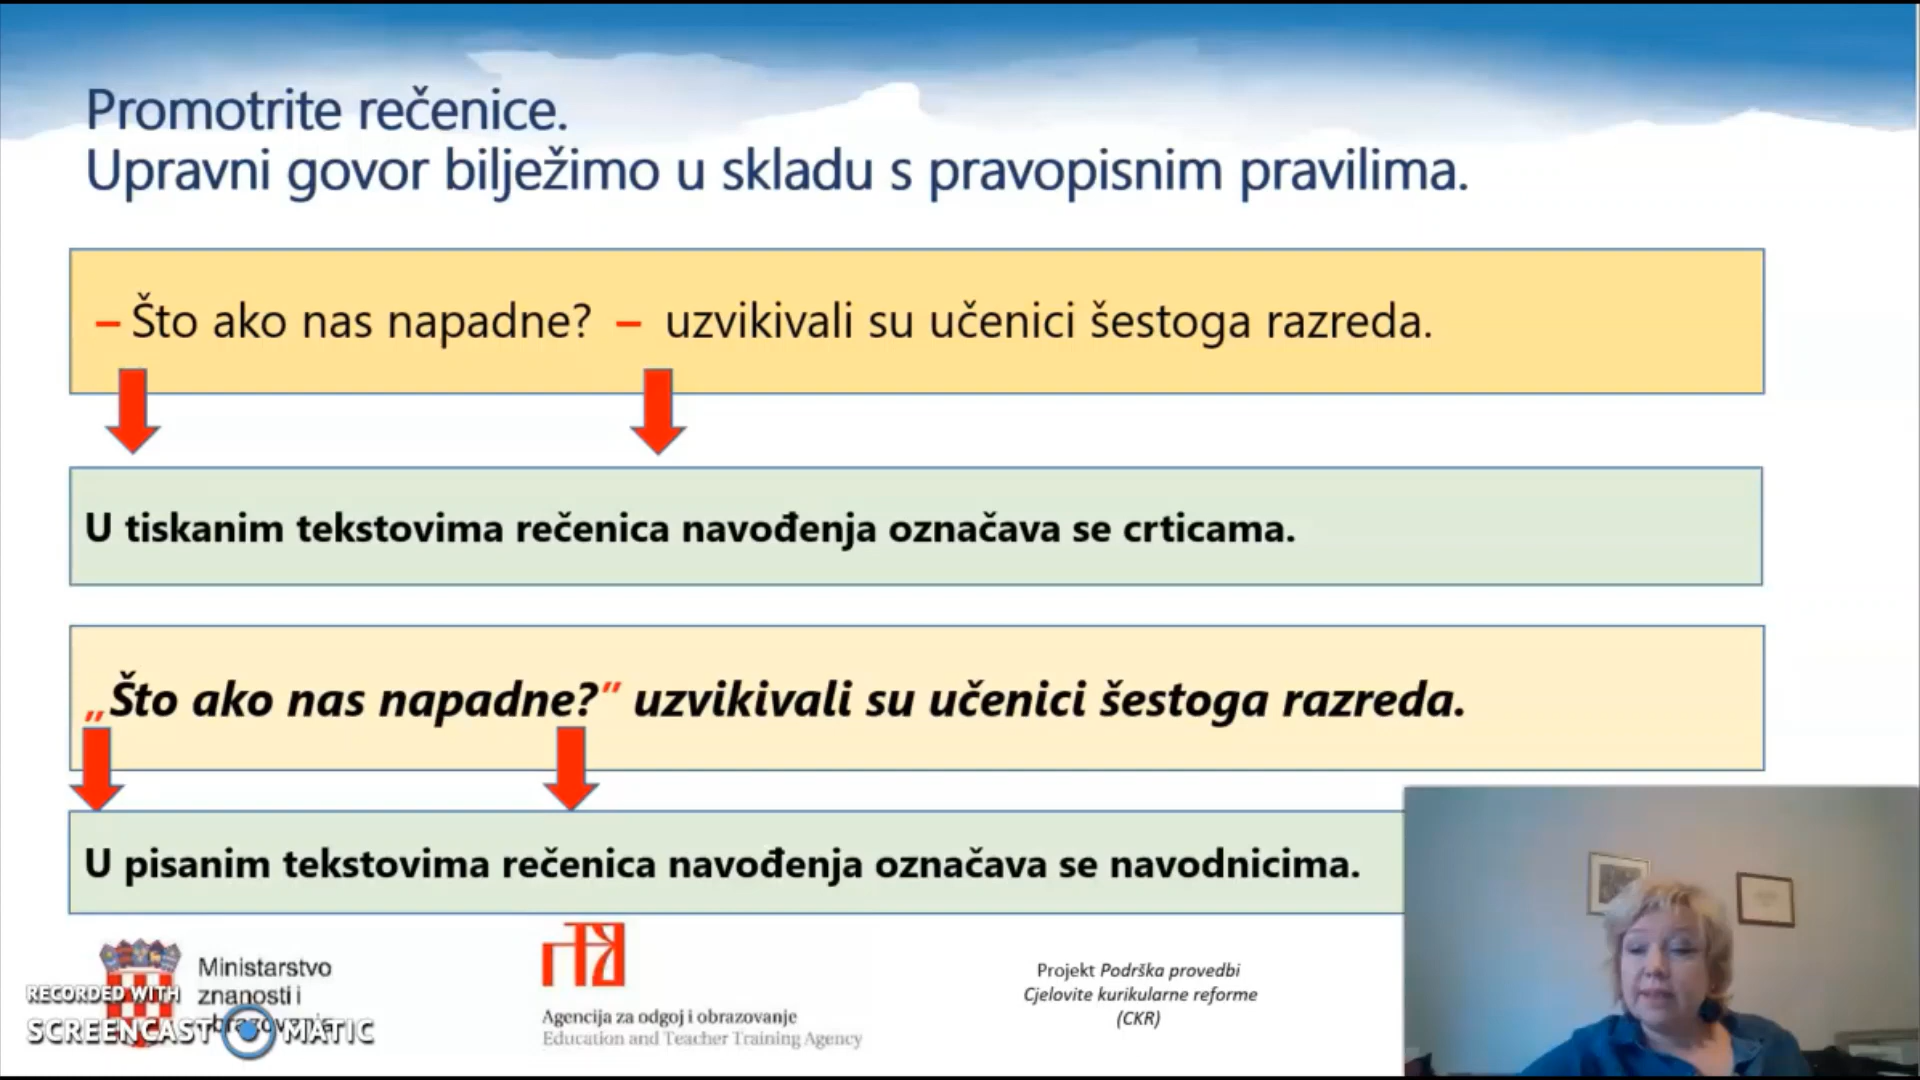 Promotrite rečenice.
Upravni govor bilježimo u skladu s pravopisnim pravilima.
– Što ako nas napadne? – uzvikivali su učenici šestoga razreda.
U tiskanim tekstovima rečenica navođenja označava se crticama.
„Što ako nas napadne?” uzvikivali su učenici šestoga razreda.
U pisanim tekstovima rečenica navođenja označava se navodnicima.
Ministarstvo
znanosti i
obrazovanja
RECORDED WITH
SCREENCAST MATIC
Agencija za odgoj i obrazovanje
Education and Teacher Training Agency
Projekt Podrška provedbi
Cjelovite kurikularne reforme
(CKR)